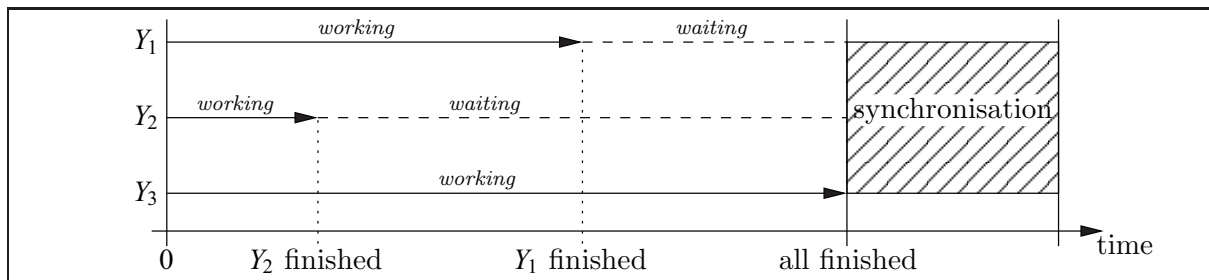 Y1 working waiting
working waiting
Y2 synchronisation
working
Y3
time
0 Y2 finished Y1 finished all finished